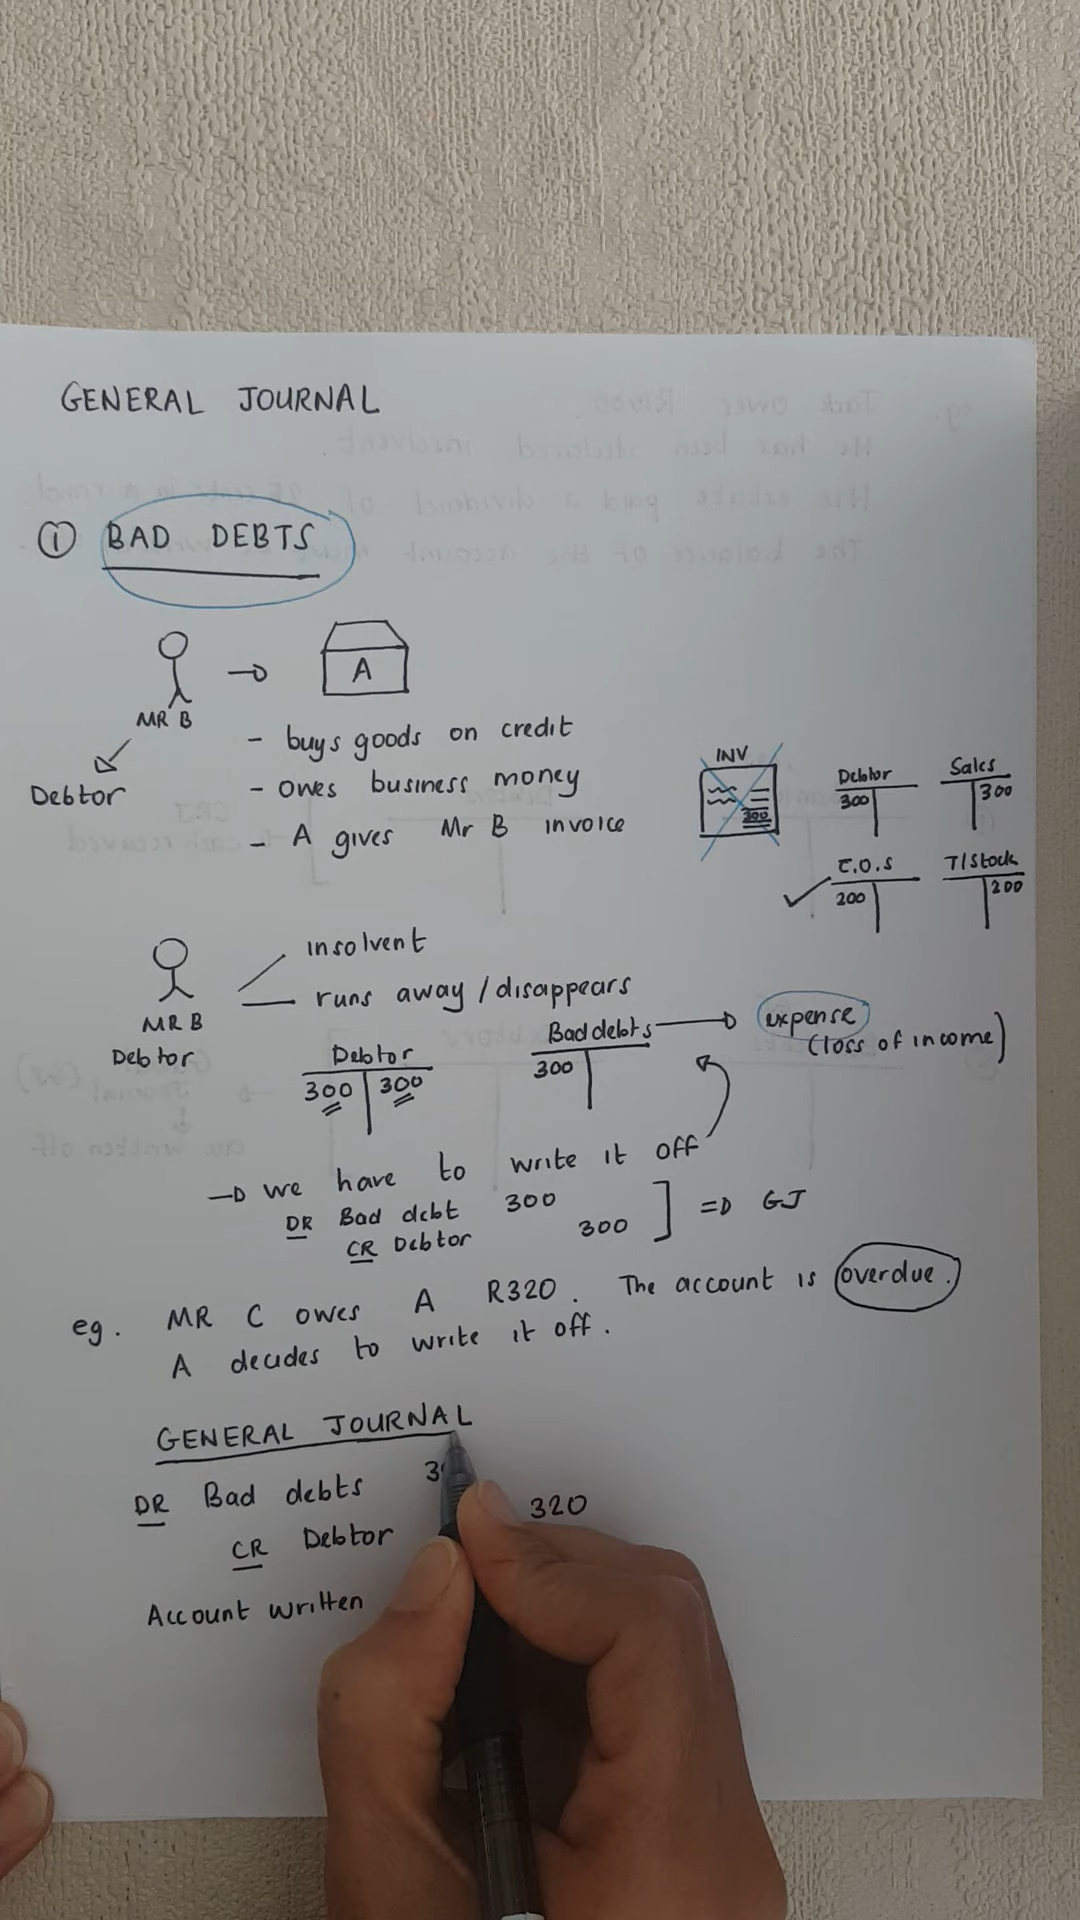 GENERAL JOURNAL
① BAD DEBTS
A
MR B
Debtor
- buys goods on credit
- owes business money
- A gives Mr B invoice
INV
300
Debtor
300
Sales
300
C.O.S
200
T/Stock
200
MR B
Debtor
insolvent
runs away / disappears
Debtor
300 300
Bad debts
300
expense
(loss of income)
we have to write it off
DR Bad debt 300
CR Debtor 300
GJ
eg. MR C owes A R320. The account is overdue.
A decides to write it off.
GENERAL JOURNAL
DR Bad debts
CR Debtor 320
Account written